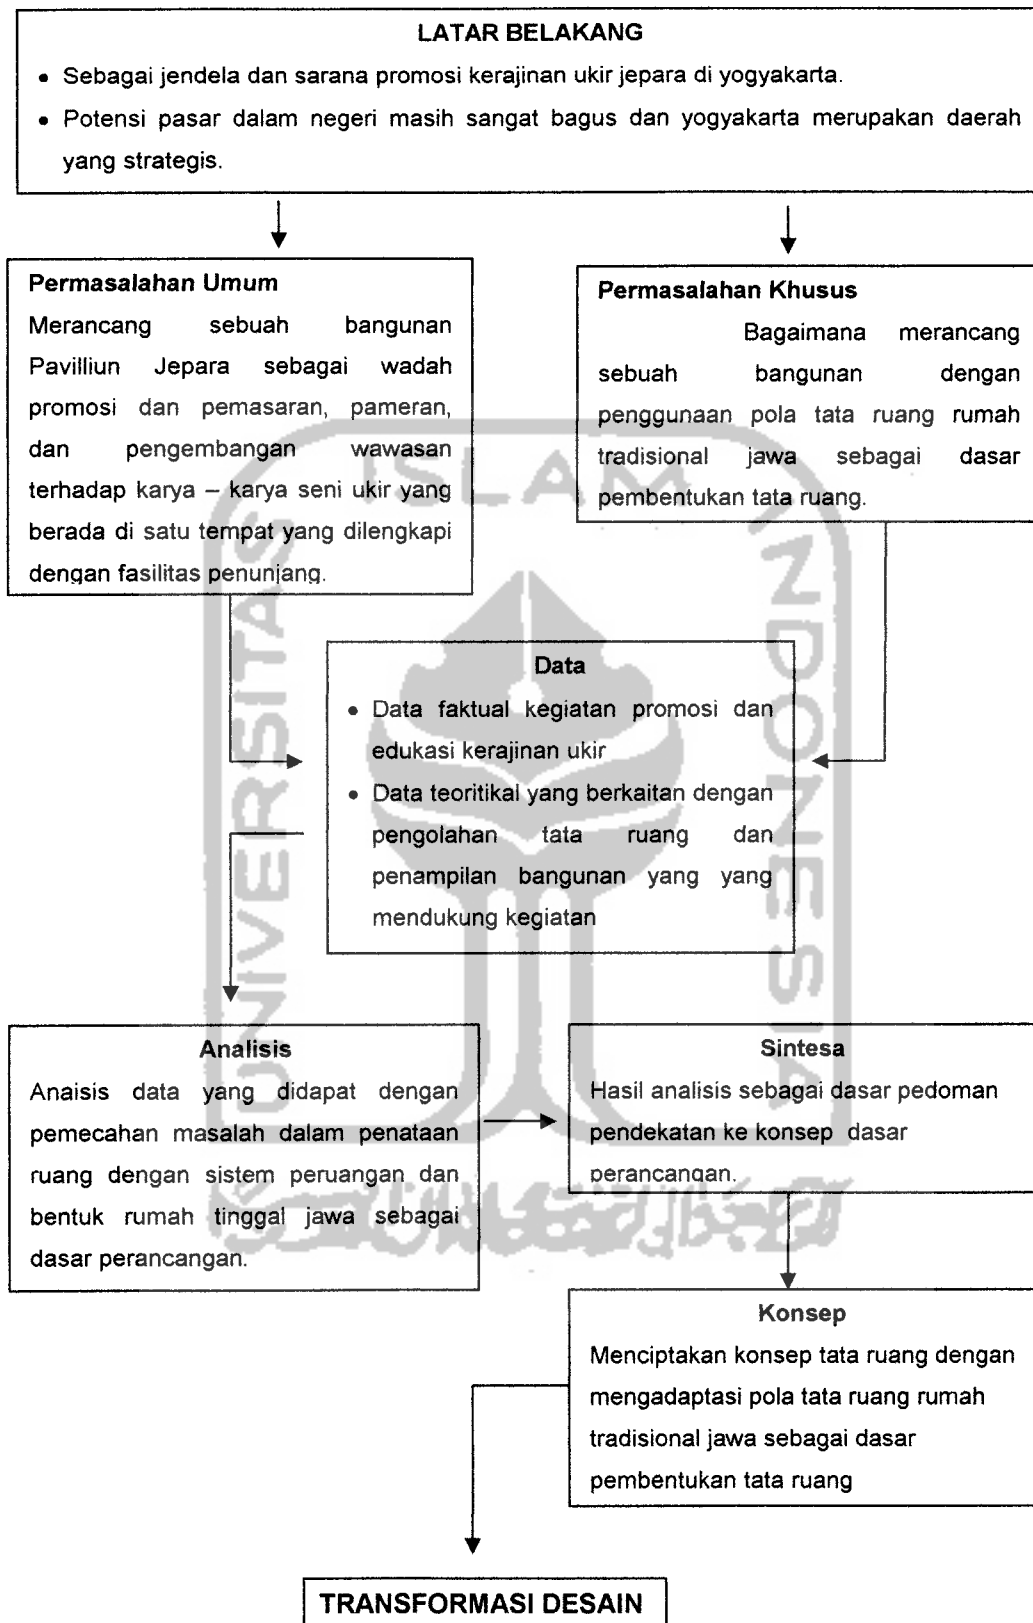 LATAR BELAKANG
• Sebagai jendela dan sarana promosi kerajinan ukir jepara di yogyakarta.
• Potensi pasar dalam negeri masih sangat bagus dan yogyakarta merupakan daerah
yang strategis.
Permasalahan Umum
Merancang sebuah bangunan
Pavilliun Jepara sebagai wadah
promosi dan pemasaran, pameran,
dan pengembangan wawasan
terhadap karya – karya seni ukir yang
berada di satu tempat yang dilengkapi
dengan fasilitas penunjang.
Permasalahan Khusus
Bagaimana merancang
sebuah bangunan dengan
penggunaan pola tata ruang rumah
tradisional jawa sebagai dasar
pembentukan tata ruang.
Data
• Data faktual kegiatan promosi dan
edukasi kerajinan ukir
• Data teoritikal yang berkaitan dengan
pengolahan tata ruang dan
penampilan bangunan yang yang
mendukung kegiatan
Analisis
Anaisis data yang didapat dengan
pemecahan masalah dalam penataan
ruang dengan sistem peruangan dan
bentuk rumah tinggal jawa sebagai
dasar perancangan.
Sintesa
Hasil analisis sebagai dasar pedoman
pendekatan ke konsep dasar
perancangan.
Konsep
Menciptakan konsep tata ruang dengan
mengadaptasi pola tata ruang rumah
tradisional jawa sebagai dasar
pembentukan tata ruang
TRANSFORMASI DESAIN
UNIVERSITAS
ISLAM
INDONESIA